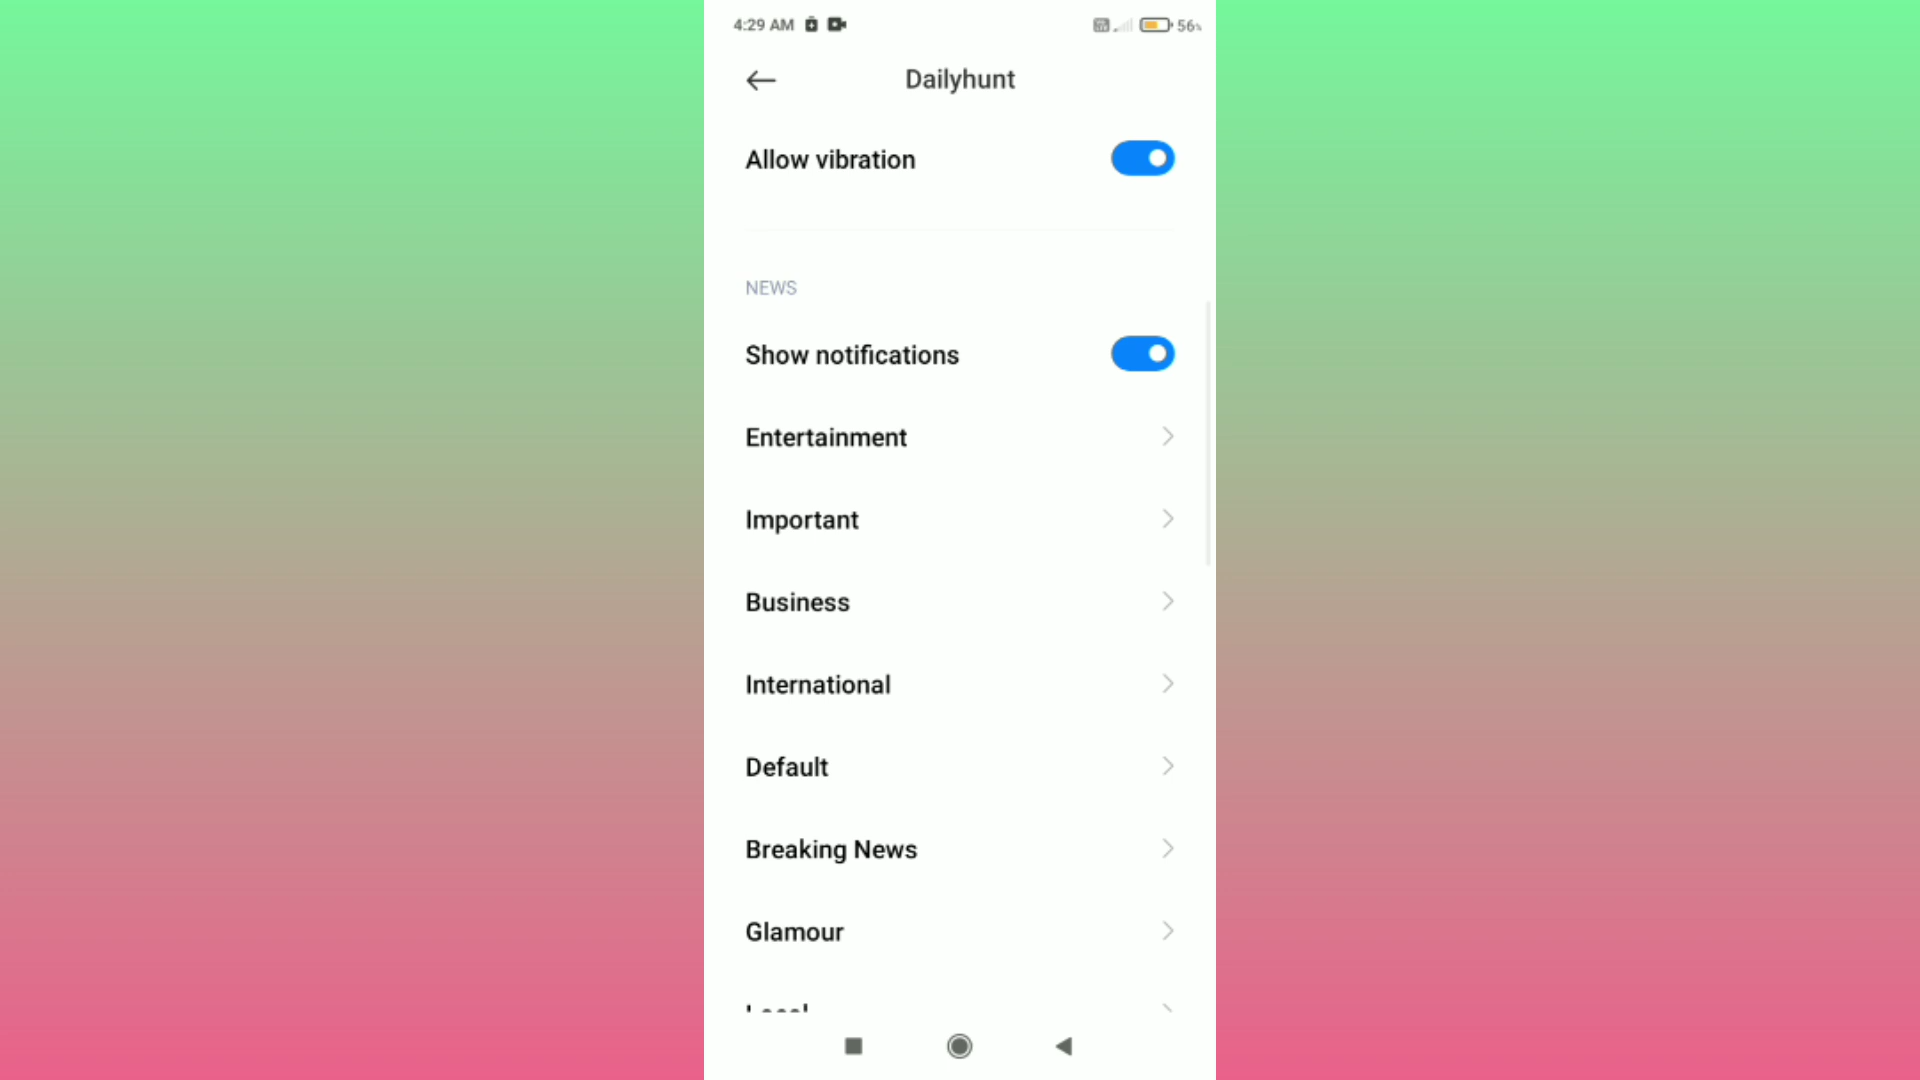 4:29 AM 56%
Dailyhunt
Allow vibration
NEWS
Show notifications
Entertainment
Important
Business
International
Default
Breaking News
Glamour